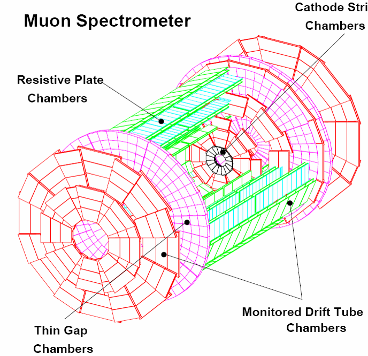 Muon Spectrometer
Cathode Stri
Chambers
Resistive Plate
Chambers
Monitored Drift Tube
Chambers
Thin Gap
Chambers